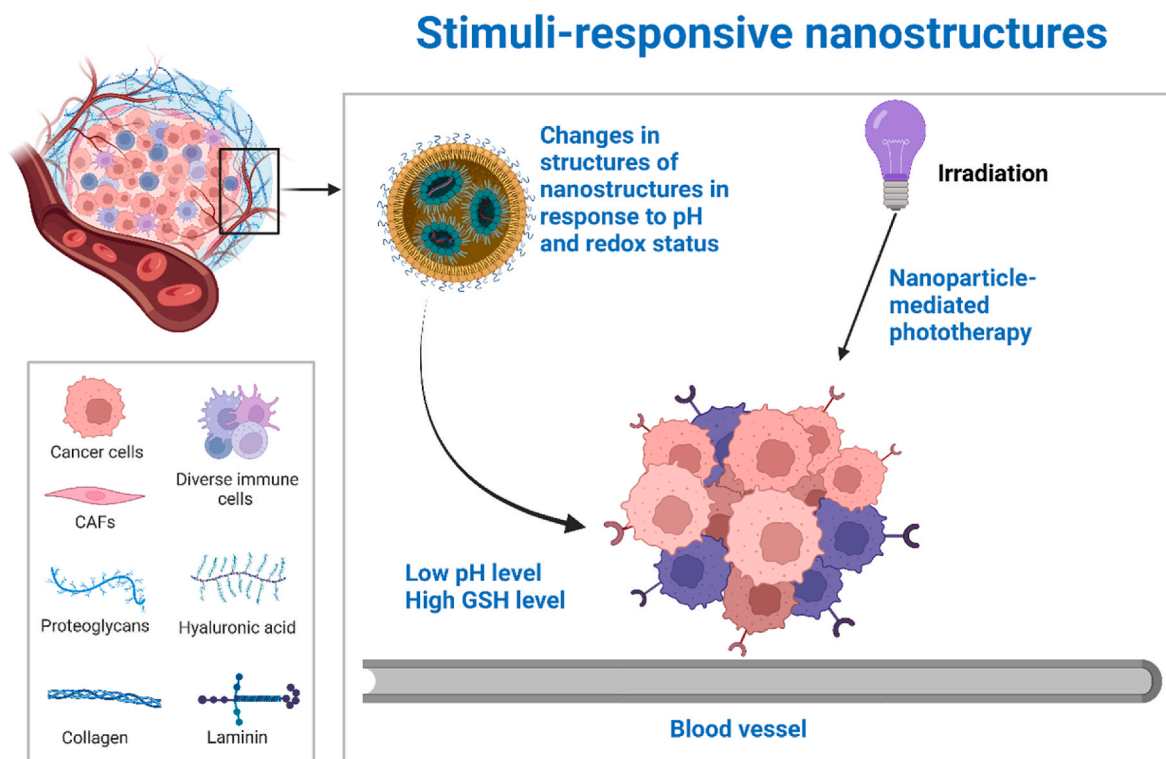 Stimuli-responsive nanostructures
Changes in
structures of
nanostructures in
response to pH
and redox status
Irradiation
Nanoparticle-
mediated
phototherapy
Low pH level
High GSH level
Blood vessel
Cancer cells
Diverse immune
cells
CAFs
Proteoglycans
Hyaluronic acid
Collagen
Laminin